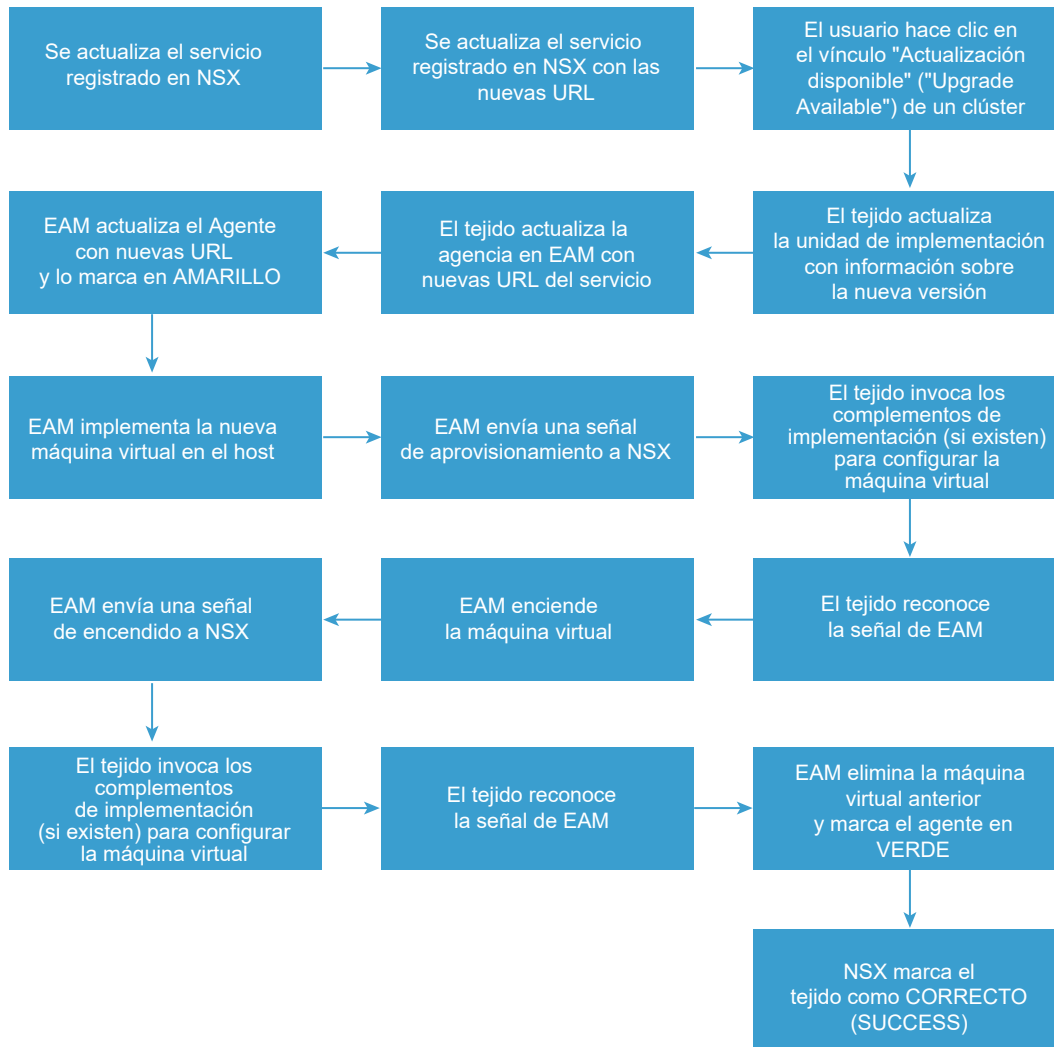 Se actualiza el servicio
registrado en NSX
Se actualiza el servicio
registrado en NSX con las
nuevas URL
El usuario hace clic en
el vínculo "Actualización
disponible" ("Upgrade
Available") de un clúster
El tejido actualiza
la unidad de implementación
con información sobre
la nueva versión
El tejido actualiza la
agencia en EAM con
nuevas URL del servicio
EAM actualiza el Agente
con nuevas URL
y lo marca en AMARILLO
EAM implementa la nueva
máquina virtual en el host
EAM envía una señal
de aprovisionamiento a NSX
El tejido invoca los
complementos de
implementación (si existen)
para configurar la
máquina virtual
El tejido reconoce
la señal de EAM
EAM enciende
la máquina virtual
EAM envía una señal
de encendido a NSX
El tejido invoca los
complementos
de implementación
(si existen) para configurar
la máquina virtual
El tejido reconoce
la señal de EAM
EAM elimina la máquina
virtual anterior
y marca el agente en
VERDE
NSX marca el
tejido como CORRECTO
(SUCCESS)